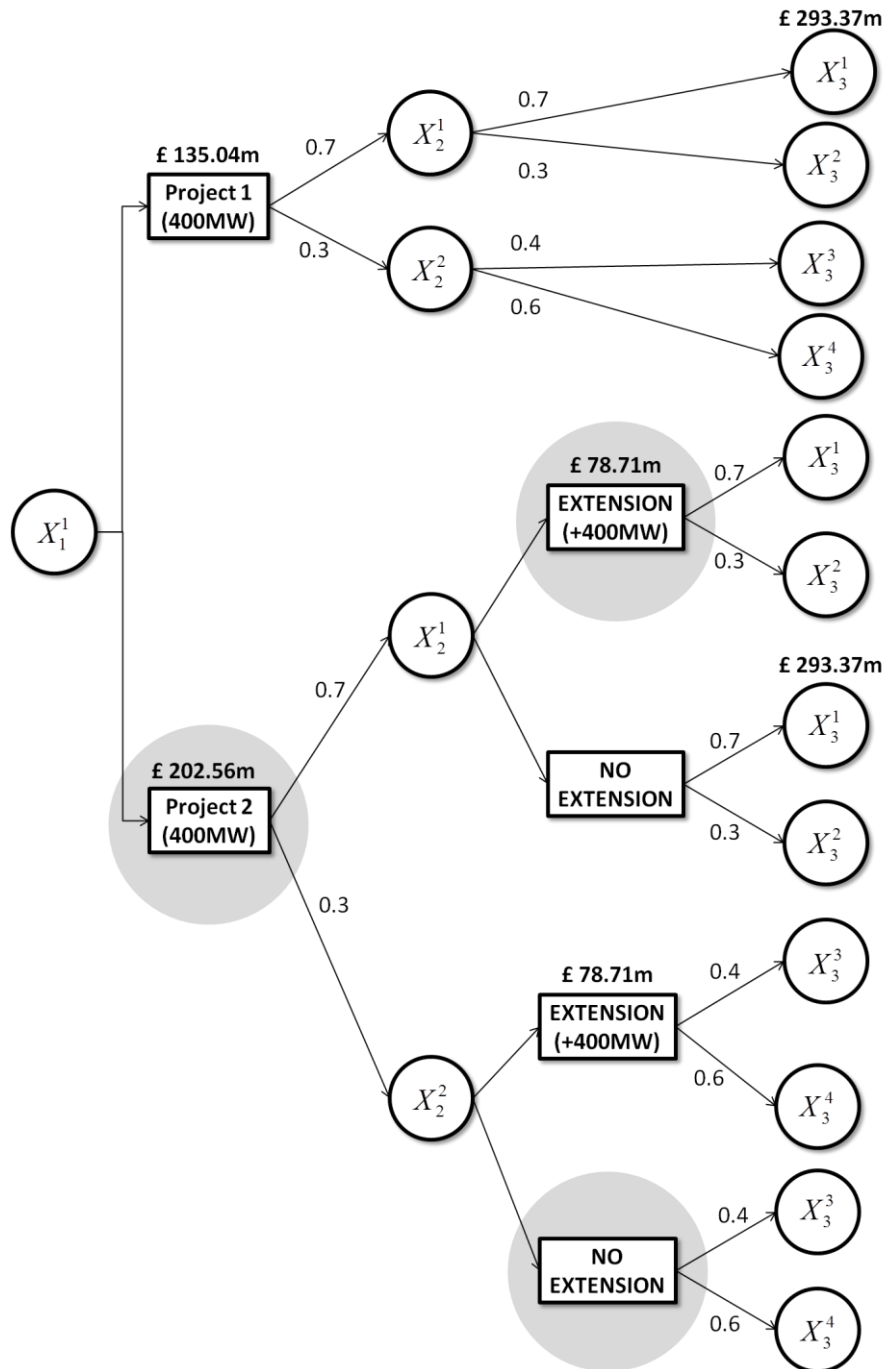 £ 293.37m
X_3^1
0.7
X_2^1
0.7
0.3
X_3^2
£ 135.04m
Project 1
(400MW)
0.3
X_2^2
0.4
X_3^3
0.6
X_3^4
X_1^1
£ 78.71m
EXTENSION
(+400MW)
0.7
X_3^1
0.3
X_3^2
X_2^1
0.7
£ 293.37m
NO
EXTENSION
0.7
X_3^1
0.3
X_3^2
£ 202.56m
Project 2
(400MW)
0.3
X_2^2
£ 78.71m
EXTENSION
(+400MW)
0.4
X_3^3
0.6
X_3^4
NO
EXTENSION
0.4
X_3^3
0.6
X_3^4